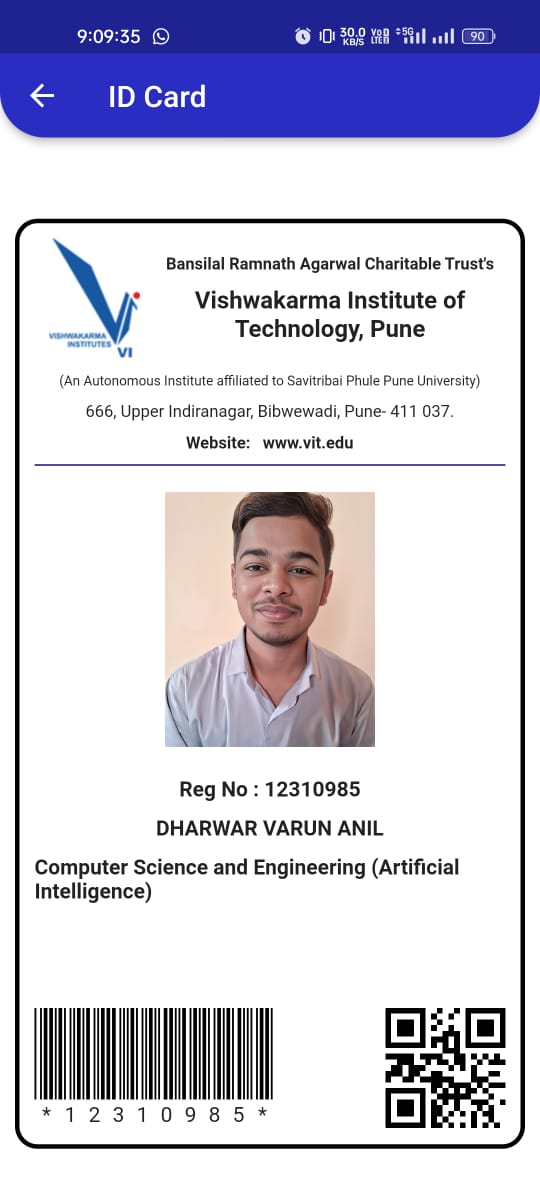 9:09:35
30.0 KB/S
VoD LTED
5G
90
ID Card
VISHWAKARMA INSTITUTES
VI
Bansilal Ramnath Agarwal Charitable Trust's
Vishwakarma Institute of
Technology, Pune
(An Autonomous Institute affiliated to Savitribai Phule Pune University)
666, Upper Indiranagar, Bibwewadi, Pune- 411 037.
Website: www.vit.edu
Reg No : 12310985
DHARWAR VARUN ANIL
Computer Science and Engineering (Artificial
Intelligence)
* 1 2 3 1 0 9 8 5 *